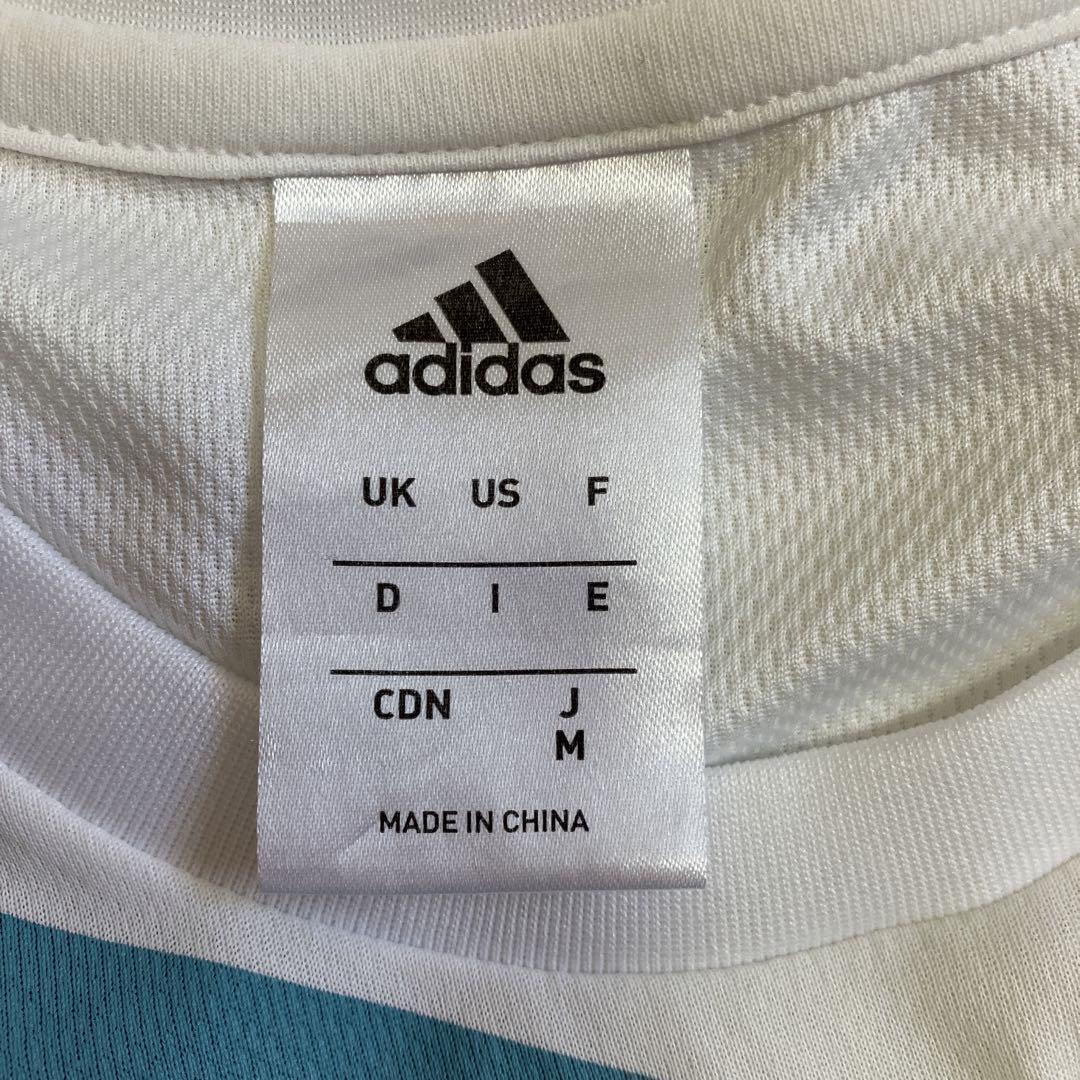 adidas
UK US F
D I E
CDN J
M
MADE IN CHINA